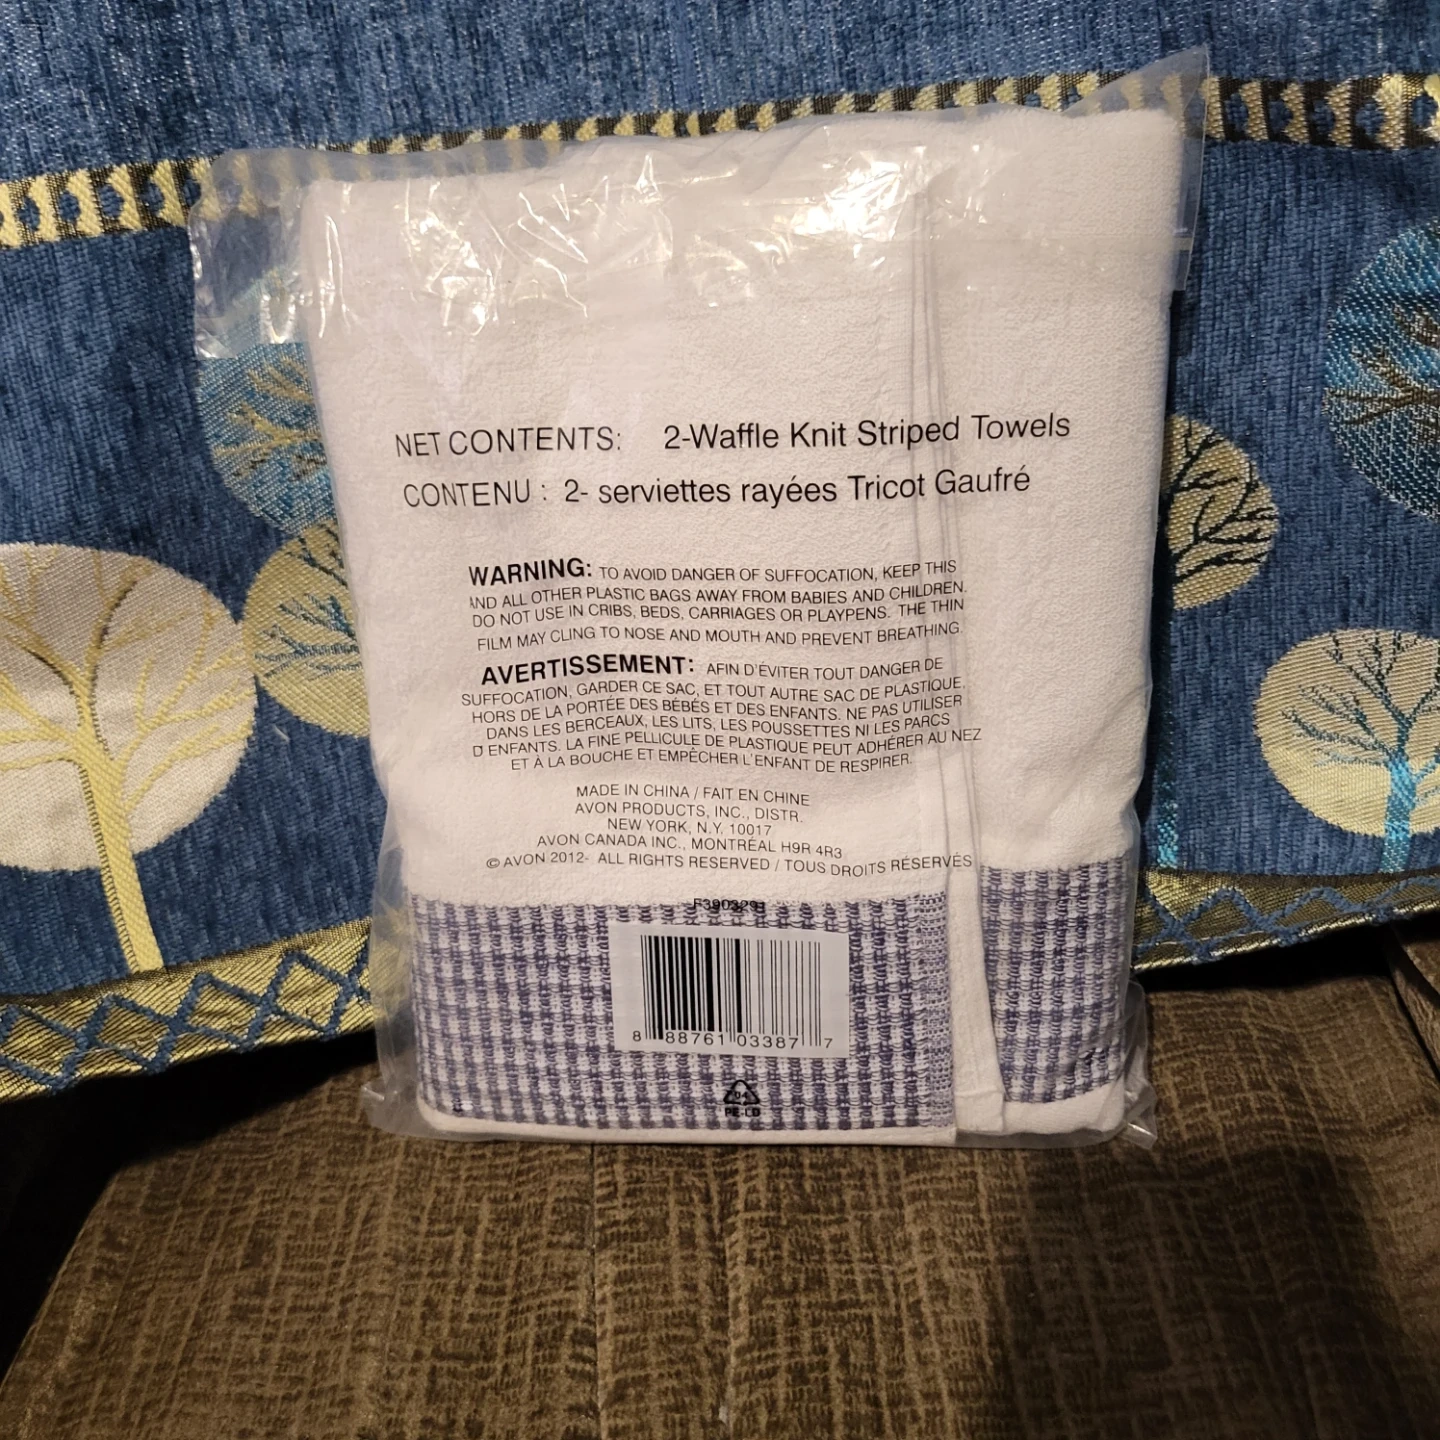 NET CONTENTS: 2-Waffle Knit Striped Towels
CONTENU : 2- serviettes rayées Tricot Gaufré
WARNING: TO AVOID DANGER OF SUFFOCATION, KEEP THIS
AND ALL OTHER PLASTIC BAGS AWAY FROM BABIES AND CHILDREN.
DO NOT USE IN CRIBS, BEDS, CARRIAGES OR PLAYPENS. THE THIN
FILM MAY CLING TO NOSE AND MOUTH AND PREVENT BREATHING.
AVERTISSEMENT: AFIN D'ÉVITER TOUT DANGER DE
SUFFOCATION, GARDER CE SAC, ET TOUT AUTRE SAC DE PLASTIQUE,
HORS DE LA PORTÉE DES BÉBÉS ET DES ENFANTS. NE PAS UTILISER
DANS LES BERCEAUX, LES LITS, LES POUSSETTES NI LES PARCS
D'ENFANTS. LA FINE PELLICULE DE PLASTIQUE PEUT ADHÉRER AU NEZ
ET À LA BOUCHE ET EMPÊCHER L'ENFANT DE RESPIRER.
MADE IN CHINA / FAIT EN CHINE
AVON PRODUCTS, INC., DISTR.
NEW YORK, N.Y. 10017
AVON CANADA INC., MONTRÉAL H9R 4R3
© AVON 2012- ALL RIGHTS RESERVED / TOUS DROITS RÉSERVÉS
8 88761 03387 7
04
PE-LD